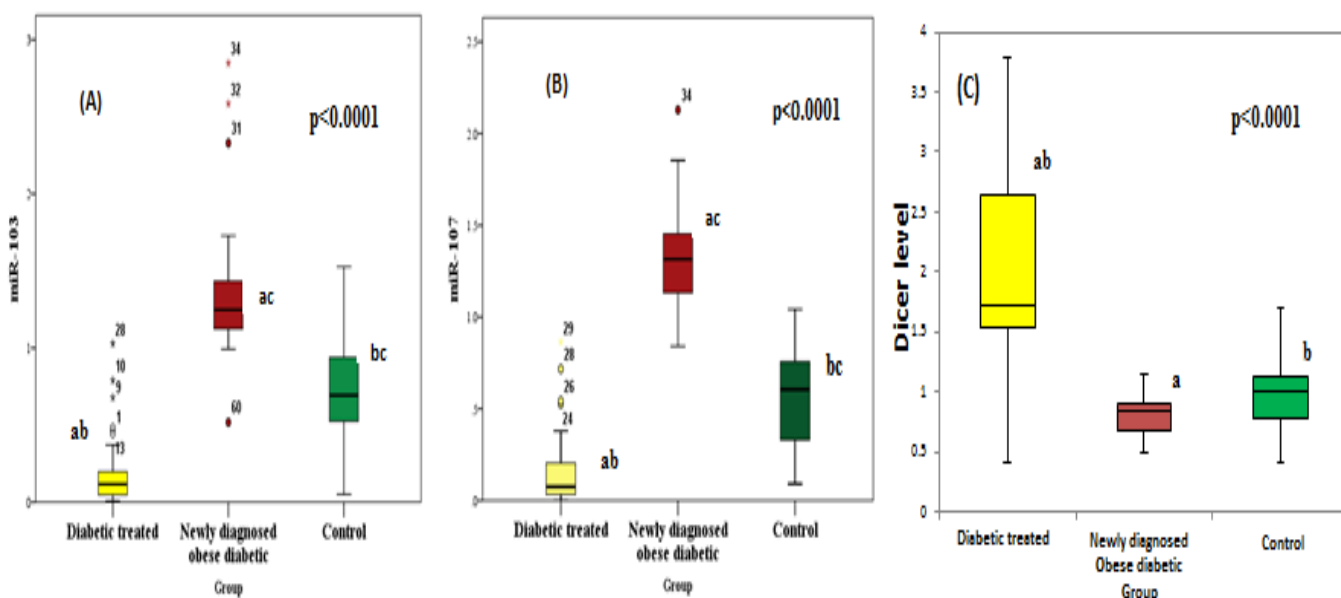 (A)
p<0.0001
miR-103
3
2
1
0
34
32
31
60
28
10
9
1
13
ab
ac
bc
Diabetic treated
Newly diagnosed
obese diabetic
Control
Group
(B)
p<0.0001
miR-107
2.5
2.0
1.5
1.0
.5
.0
34
29
28
26
24
ab
ac
bc
Diabetic treated
Newly diagnosed
obese diabetic
Control
Group
(C)
p<0.0001
Dicer level
4
3.5
3
2.5
2
1.5
1
0.5
0
ab
a
b
Diabetic treated
Newly diagnosed
Obese diabetic
Control
Group